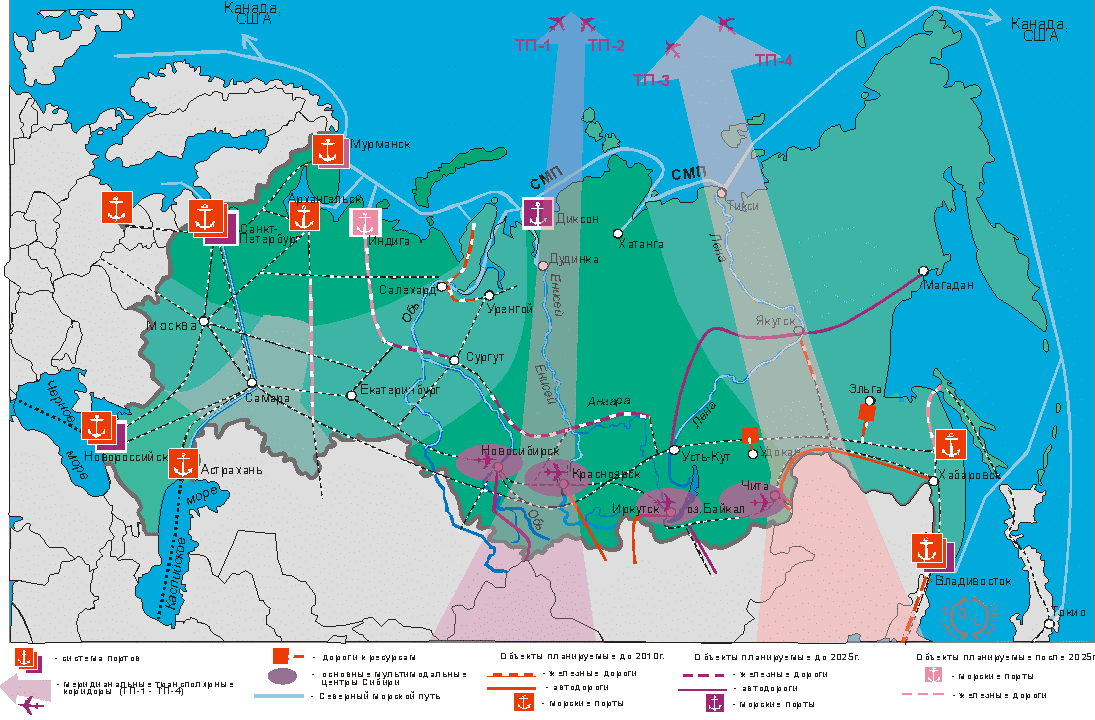 Канада,
США
Канада,
США
ТП-1
ТП-2
ТП-3
ТП-4
Мурманск
СМП
СМП
Архангельск
Санкт-
Петербург
Индига
Диксон
Тикси
Хатанга
Дудинка
Лена
Салехард
Обь
Уренгой
Енисей
Магадан
Москва
Якутск
Сургут
Енисей
Екатеринбург
Самара
Ангара
Лена
Эльга
Черное
море
Новороссийск
Астрахань
Новосибирск
Красноярск
Усть-Кут
Удокан
Хабаровск
Чита
море
Каспийское
Обь
Иркутск
оз.Байкал
Владивосток
Токио
- система портов
- меридианальные трансполярные
коридоры (ТП-1 - ТП-4)
- дороги к ресурсам
- основные мультимодальные
центры Сибири
- Северный морской путь
Объекты планируемые до 2010г.
- железные дороги
- автодороги
- морские порты
Объекты планируемые до 2025г.
- железные дороги
- автодороги
- морские порты
Объекты планируемые после 2025г
- морские порты
- железные дороги